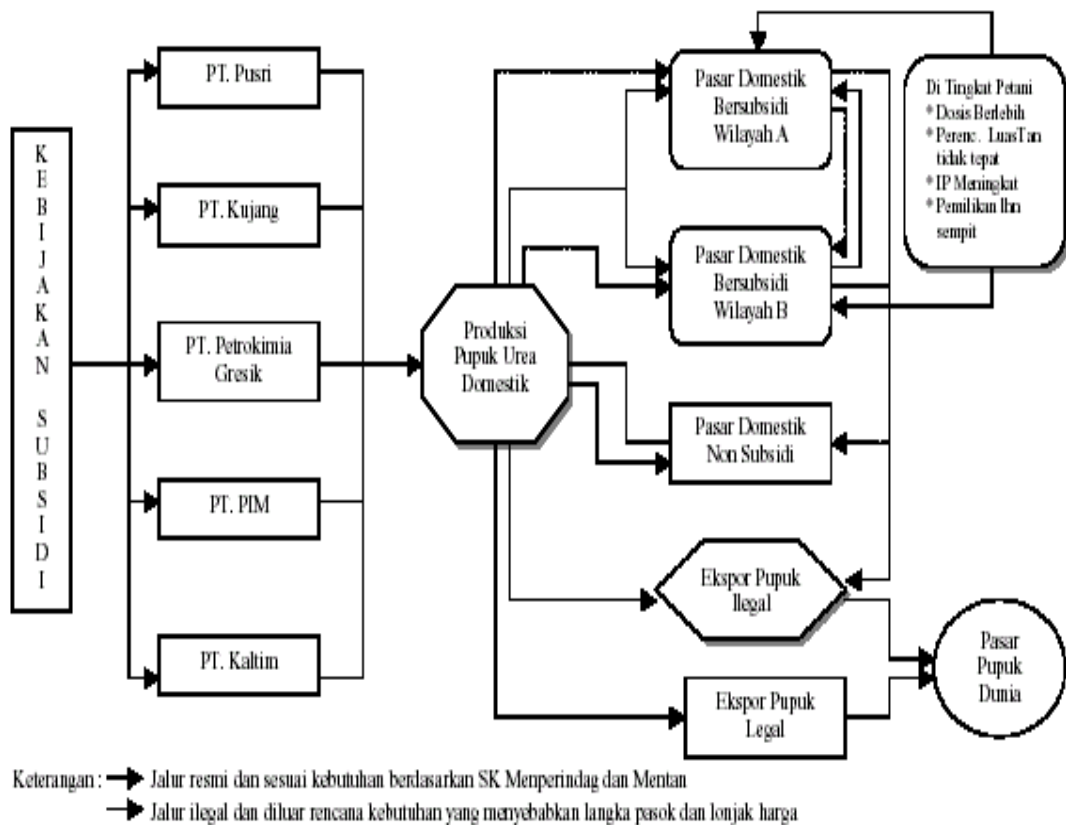 KEBIJAKAN SUBSIDI
PT. Pusri
PT. Kujang
PT. Petrokimia
Gresik
PT. PIM
PT. Kaltim
Produksi
Pupuk Urea
Domestik
Pasar Domestik
Bersubsidi
Wilayah A
Pasar Domestik
Bersubsidi
Wilayah B
Pasar Domestik
Non Subsidi
Ekspor Pupuk
Ilegal
Ekspor Pupuk
Legal
Di Tingkat Petani
* Dosis Berlebih
* Perenc. LuasTan
tidak tepat
* IP Meningkat
* Pemilikan lhn
sempit
Pasar
Pupuk
Dunia
Keterangan : Jalur resmi dan sesuai kebutuhan berdasarkan SK Menperindag dan Mentan
Jalur ilegal dan diluar rencana kebutuhan yang menyebabkan langka pasok dan lonjak harga